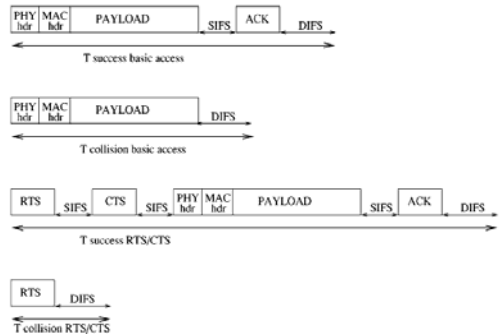 PHY hdr MAC hdr PAYLOAD SIFS ACK DIFS
T success basic access
PHY hdr MAC hdr PAYLOAD DIFS
T collision basic access
RTS SIFS CTS SIFS PHY hdr MAC hdr PAYLOAD SIFS ACK DIFS
T success RTS/CTS
RTS DIFS
T collision RTS/CTS